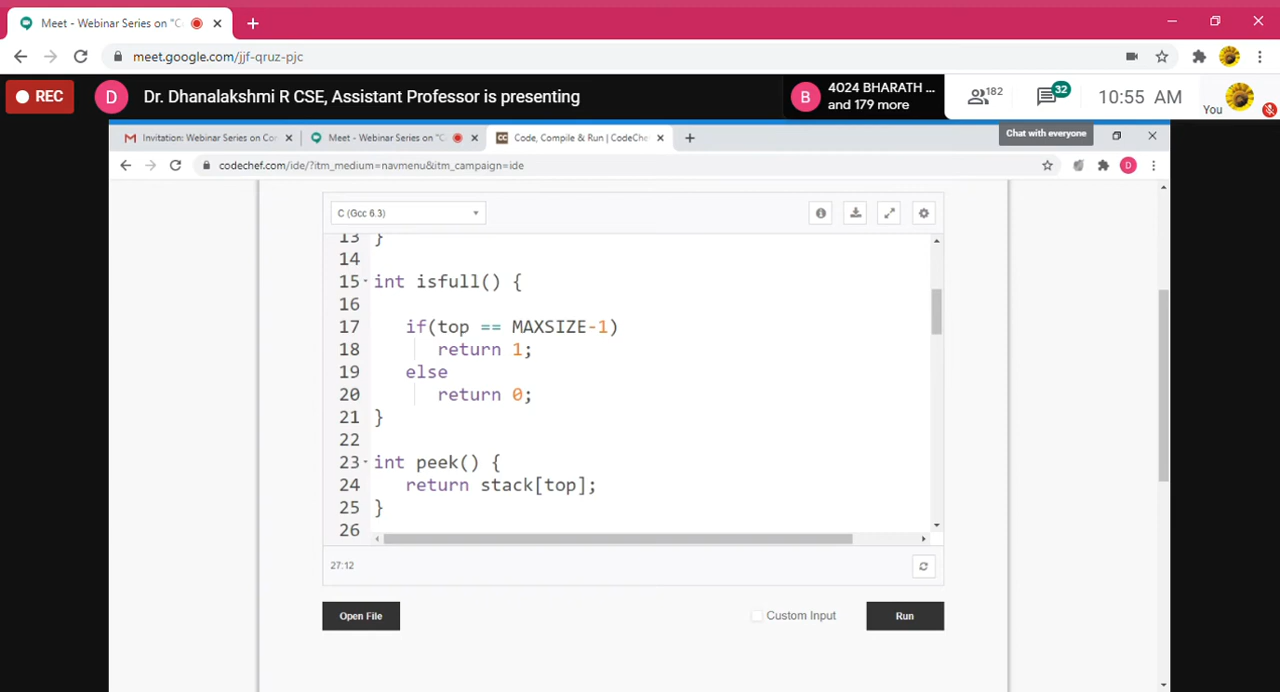 Meet - Webinar Series on "C
meet.google.com/jjf-qruz-pjc
REC
D
Dr. Dhanalakshmi R CSE, Assistant Professor is presenting
B
4024 BHARATH ...
and 179 more
182
32
10:55 AM
You
Invitation: Webinar Series on Cor
Meet - Webinar Series on "C
CC
Code, Compile & Run | CodeChe
Chat with everyone
codechef.com/ide/?itm_medium=navmenu&itm_campaign=ide
D
C (Gcc 6.3)
13 }
14
15 int isfull() {
16
17 if(top == MAXSIZE-1)
18 return 1;
19 else
20 return 0;
21 }
22
23 int peek() {
24 return stack[top];
25 }
26
27:12
Open File
Custom Input
Run